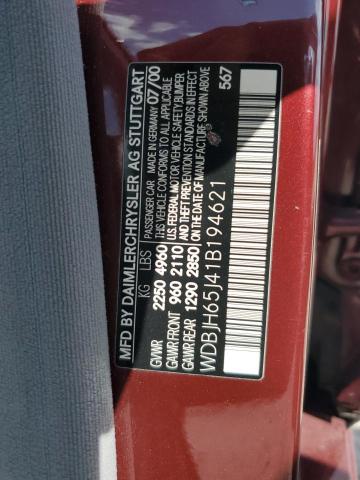 MFD BY DAIMLERCHRYSLER AG STUTTGART
PASSENGER CAR MADE IN GERMANY 07/00
KG LBS
THIS VEHICLE CONFORMS TO ALL APPLICABLE
GVWR 2250 4960 U.S. FEDERAL MOTOR VEHICLE SAFETY, BUMPER
GAWR FRONT 960 2110 AND THEFT PREVENTION STANDARDS IN EFFECT
GAWR REAR 1290 2850 ON THE DATE OF MANUFACTURE SHOWN ABOVE
WDBJH65J41B194621 567